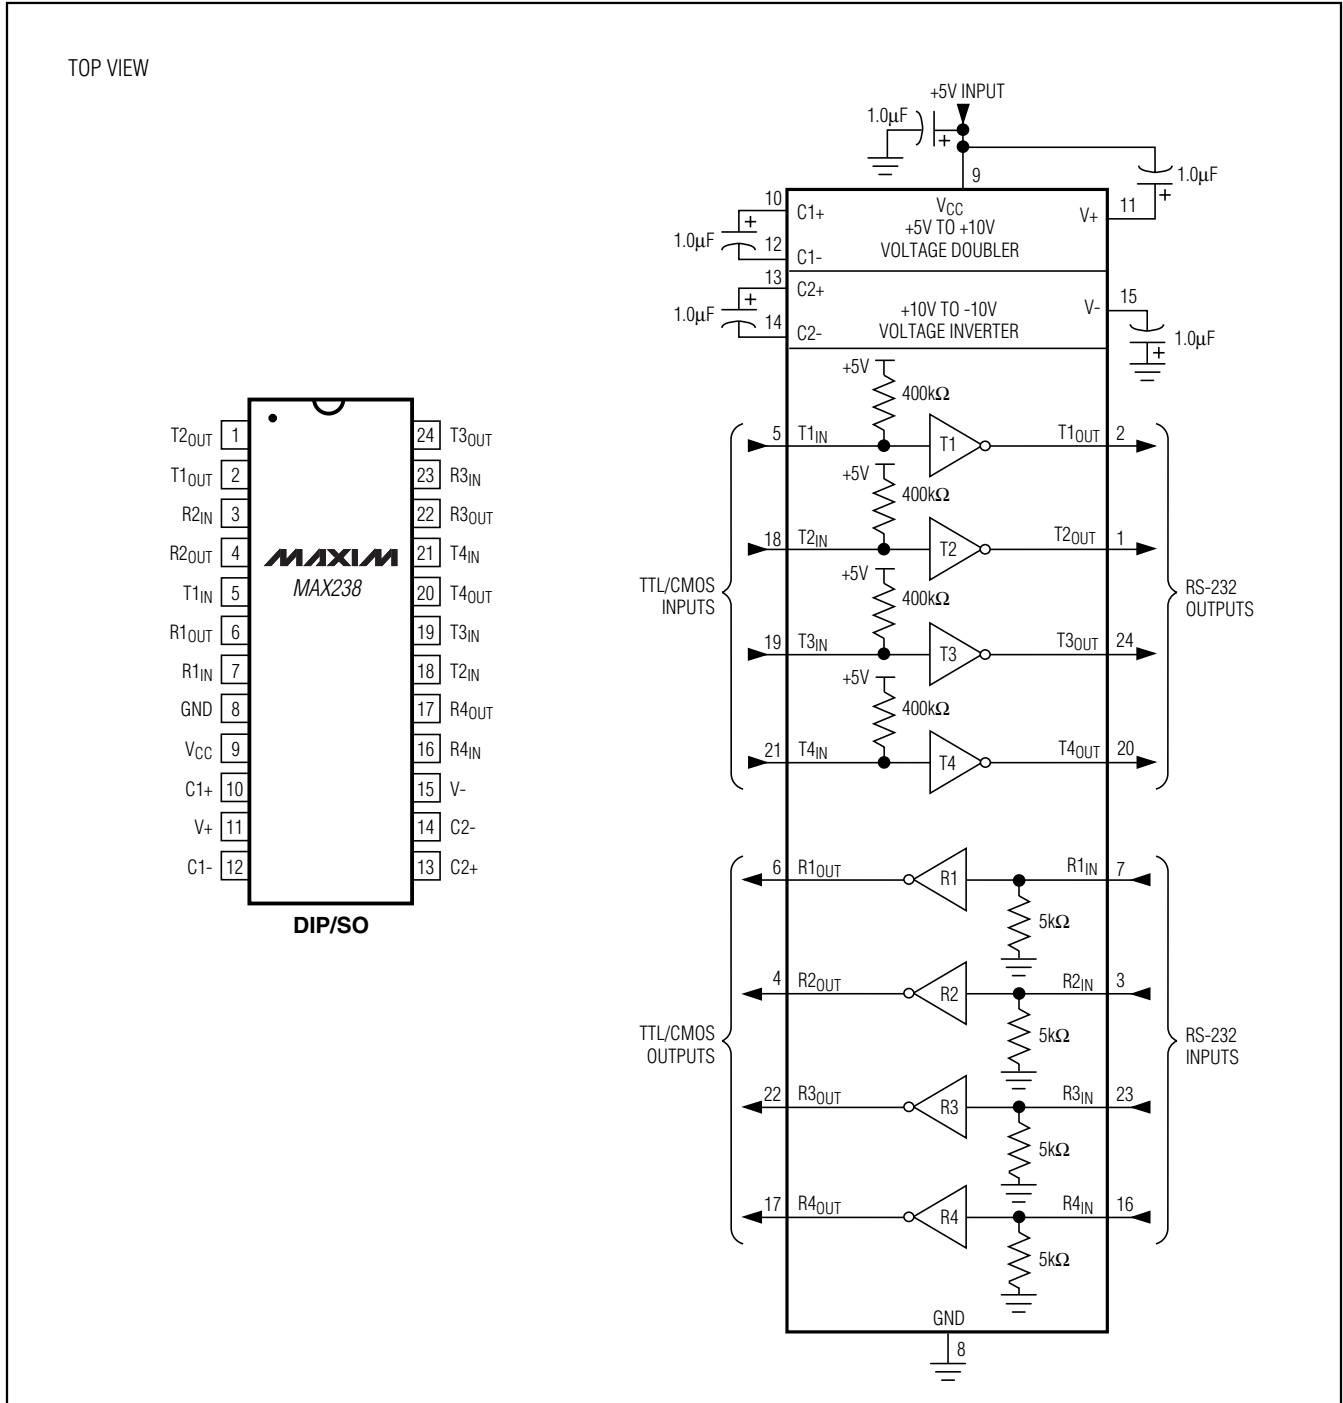 TOP VIEW
T2OUT 1
T1OUT 2
R2IN 3
R2OUT 4
T1IN 5
R1OUT 6
R1IN 7
GND 8
VCC 9
C1+ 10
V+ 11
C1- 12
MAXIM
MAX238
24 T3OUT
23 R3IN
22 R3OUT
21 T4IN
20 T4OUT
19 T3IN
18 T2IN
17 R4OUT
16 R4IN
15 V-
14 C2-
13 C2+
DIP/SO
+5V INPUT
1.0µF
+
9
1.0µF
+
11
V+
VCC
+5V TO +10V
VOLTAGE DOUBLER
10
C1+
1.0µF
+
12
C1-
13
C2+
1.0µF
+
14
C2-
+10V TO -10V
VOLTAGE INVERTER
V-
15
1.0µF
+
TTL/CMOS
INPUTS
+5V
400kΩ
5 T1IN T1 T1OUT 2
+5V
400kΩ
18 T2IN T2 T2OUT 1
+5V
400kΩ
19 T3IN T3 T3OUT 24
+5V
400kΩ
21 T4IN T4 T4OUT 20
RS-232
OUTPUTS
TTL/CMOS
OUTPUTS
6 R1OUT R1 R1IN 7
5kΩ
4 R2OUT R2 R2IN 3
5kΩ
22 R3OUT R3 R3IN 23
5kΩ
17 R4OUT R4 R4IN 16
5kΩ
RS-232
INPUTS
GND
8